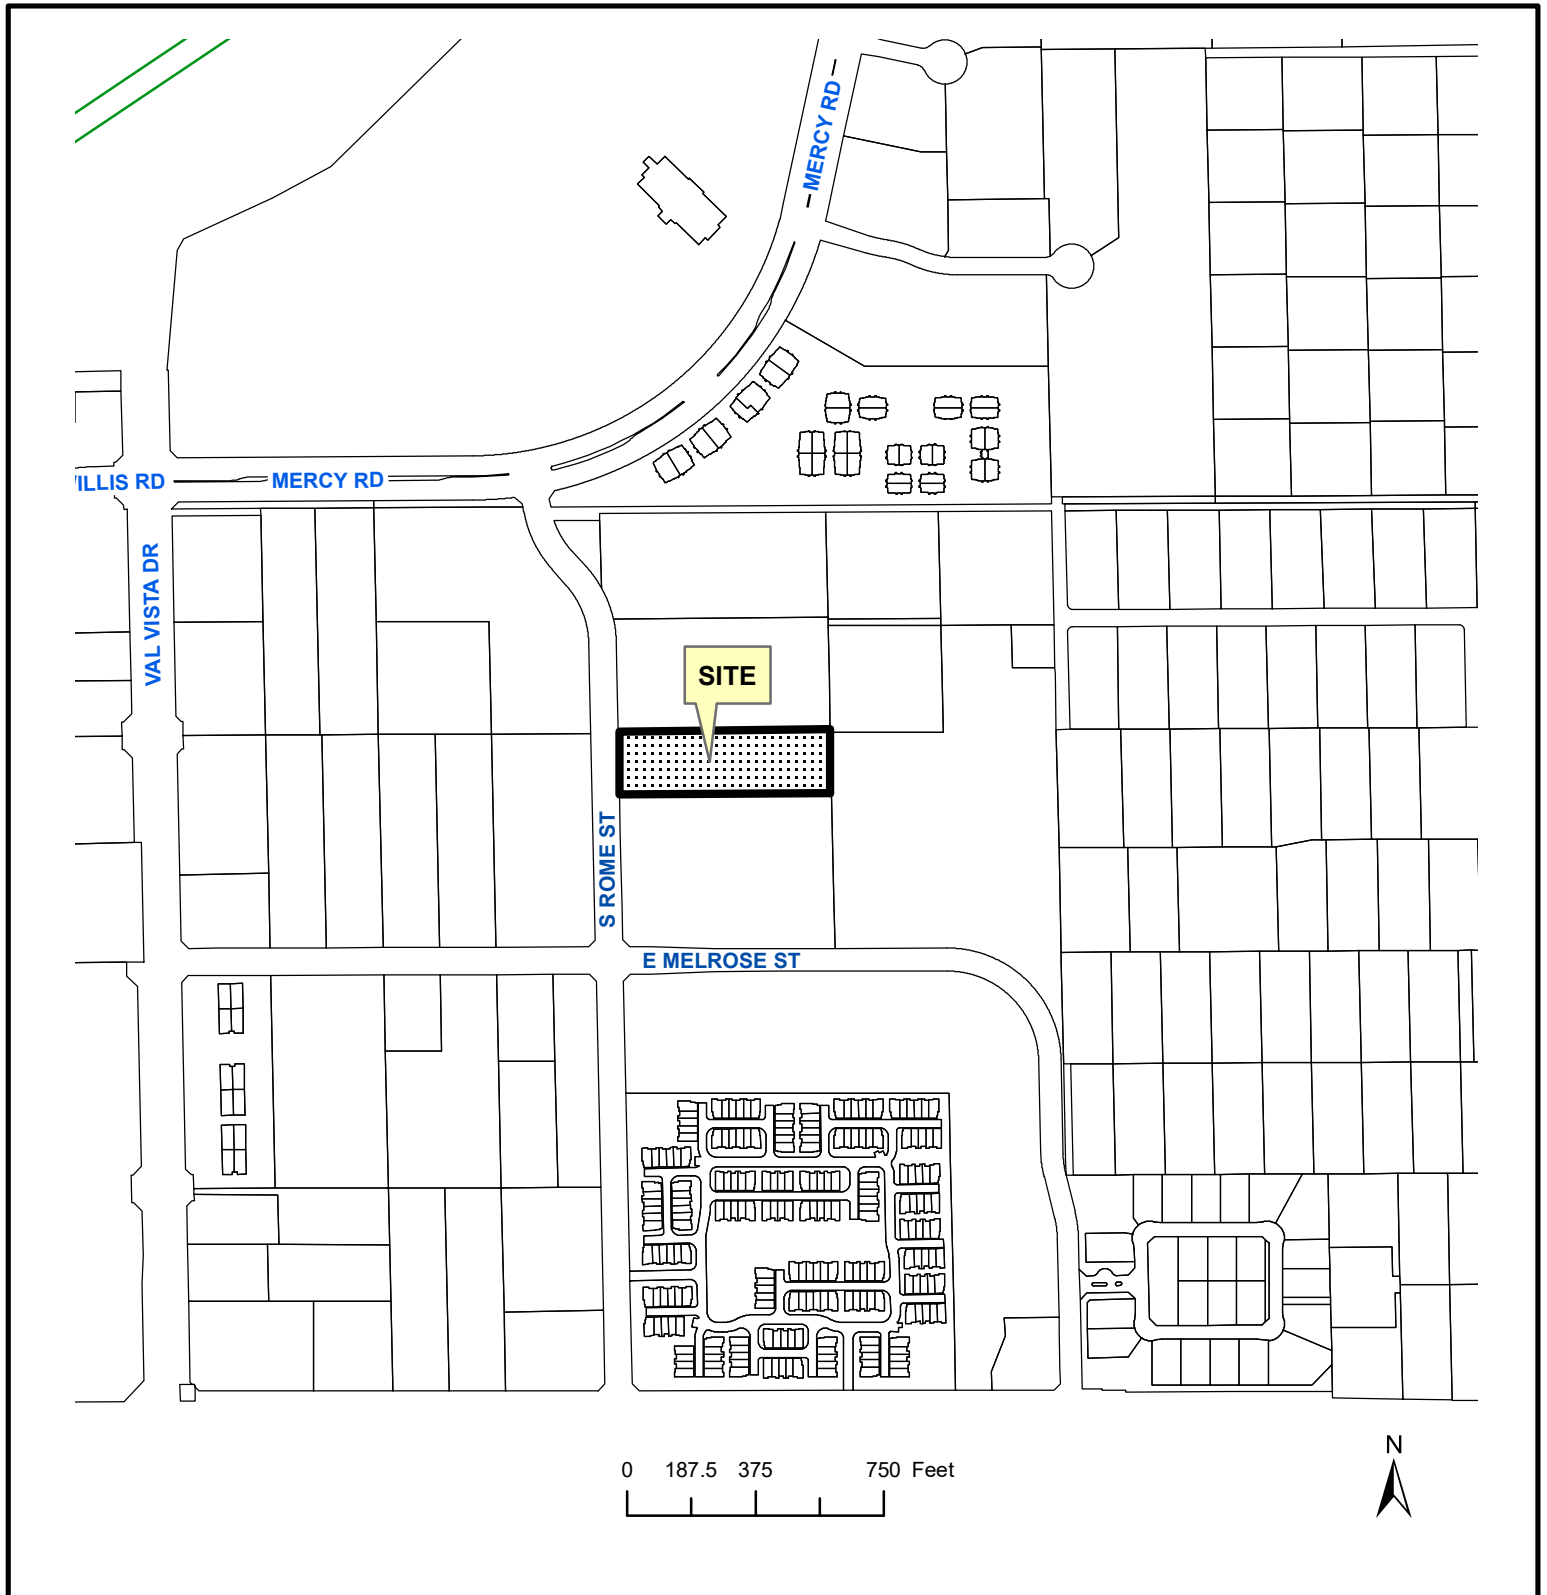 MERCY RD
ILLIS RD
MERCY RD
VAL VISTA DR
SITE
S ROME ST
E MELROSE ST
N
0 187.5 375 750 Feet